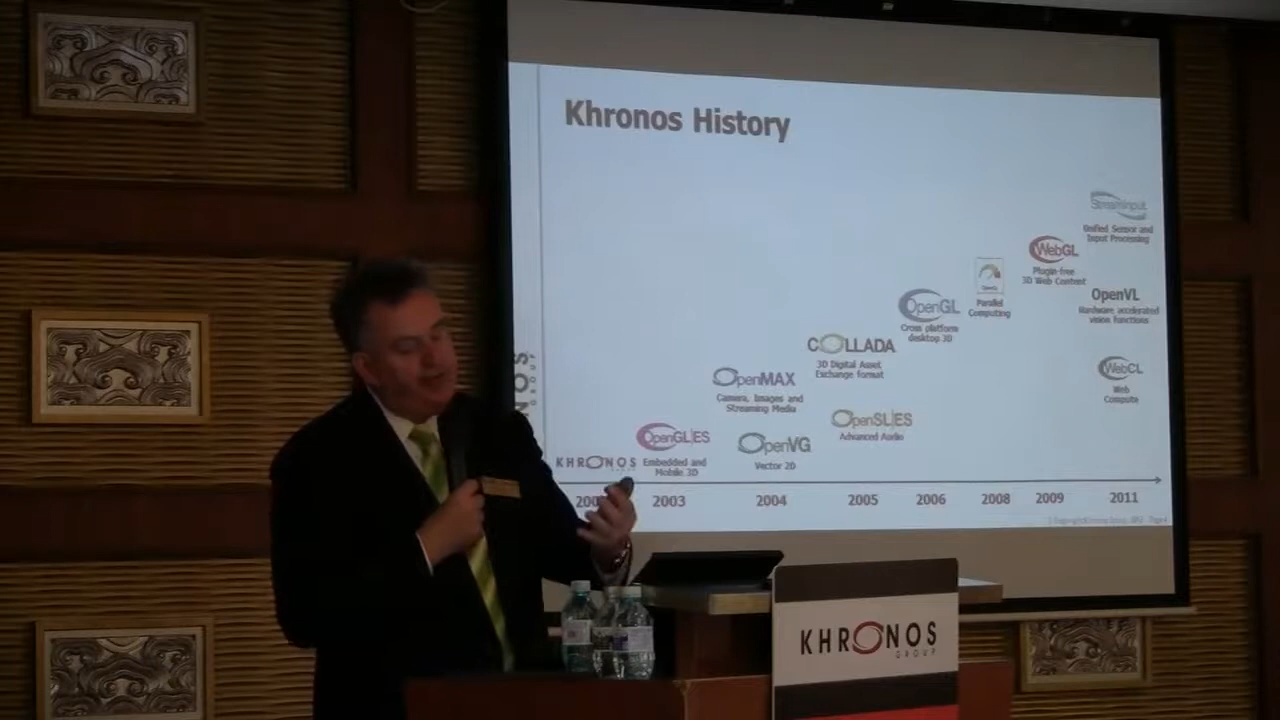 Khronos History
StreamInput
Unified Sensor and
Input Processing
WebGL
Plugin-free
3D Web Content
OpenVL
Hardware accelerated
vision functions
OpenGL
Cross platform
desktop 3D
Parallel
Computing
COLLADA
3D Digital Asset
Exchange format
WebCL
Web
Compute
OpenMAX
Camera, Images and
Streaming Media
OpenSL|ES
Advanced Audio
OpenGL|ES
Embedded and
Mobile 3D
OpenVG
Vector 2D
KHRONOS
2003
2004
2005
2006
2008
2009
2011
KHRONOS
GROUP